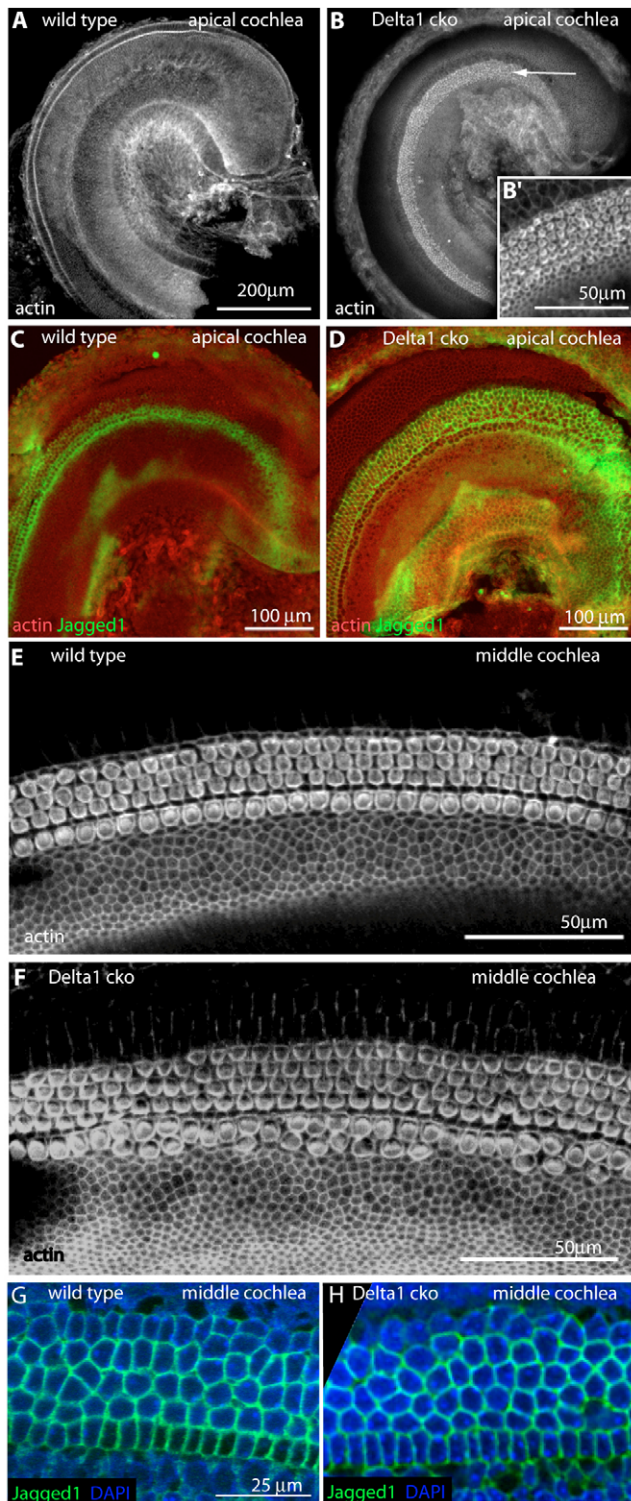 A wild type apical cochlea
200μm
actin
B Delta1 cko apical cochlea
B'
50μm
actin
C wild type apical cochlea
actin Jagged1
100 μm
D Delta1 cko apical cochlea
actin Jagged1
100 μm
E wild type middle cochlea
actin
50μm
F Delta1 cko middle cochlea
actin
50μm
G wild type middle cochlea
Jagged1 DAPI
25 μm
H Delta1 cko middle cochlea
Jagged1 DAPI